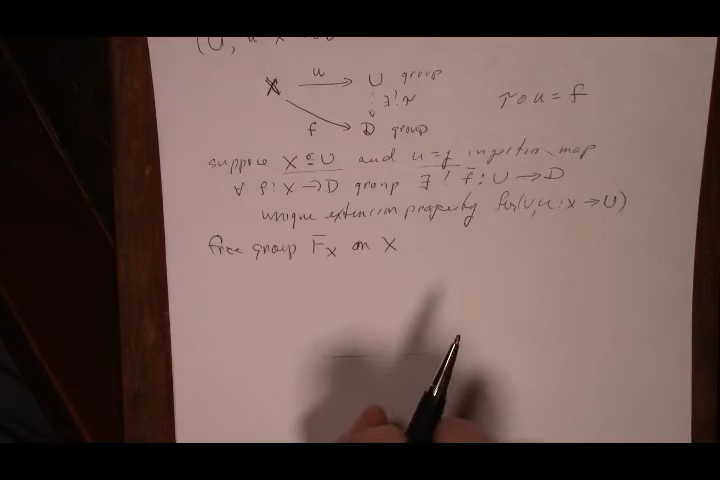 X u U group
∃! γ γ∘u = f
f D group
suppose X ⊆ U and u = j injection map
∀ f: X → D group ∃! f̄: U → D
unique extension property for (U, u: X → U)
free group F_X on X